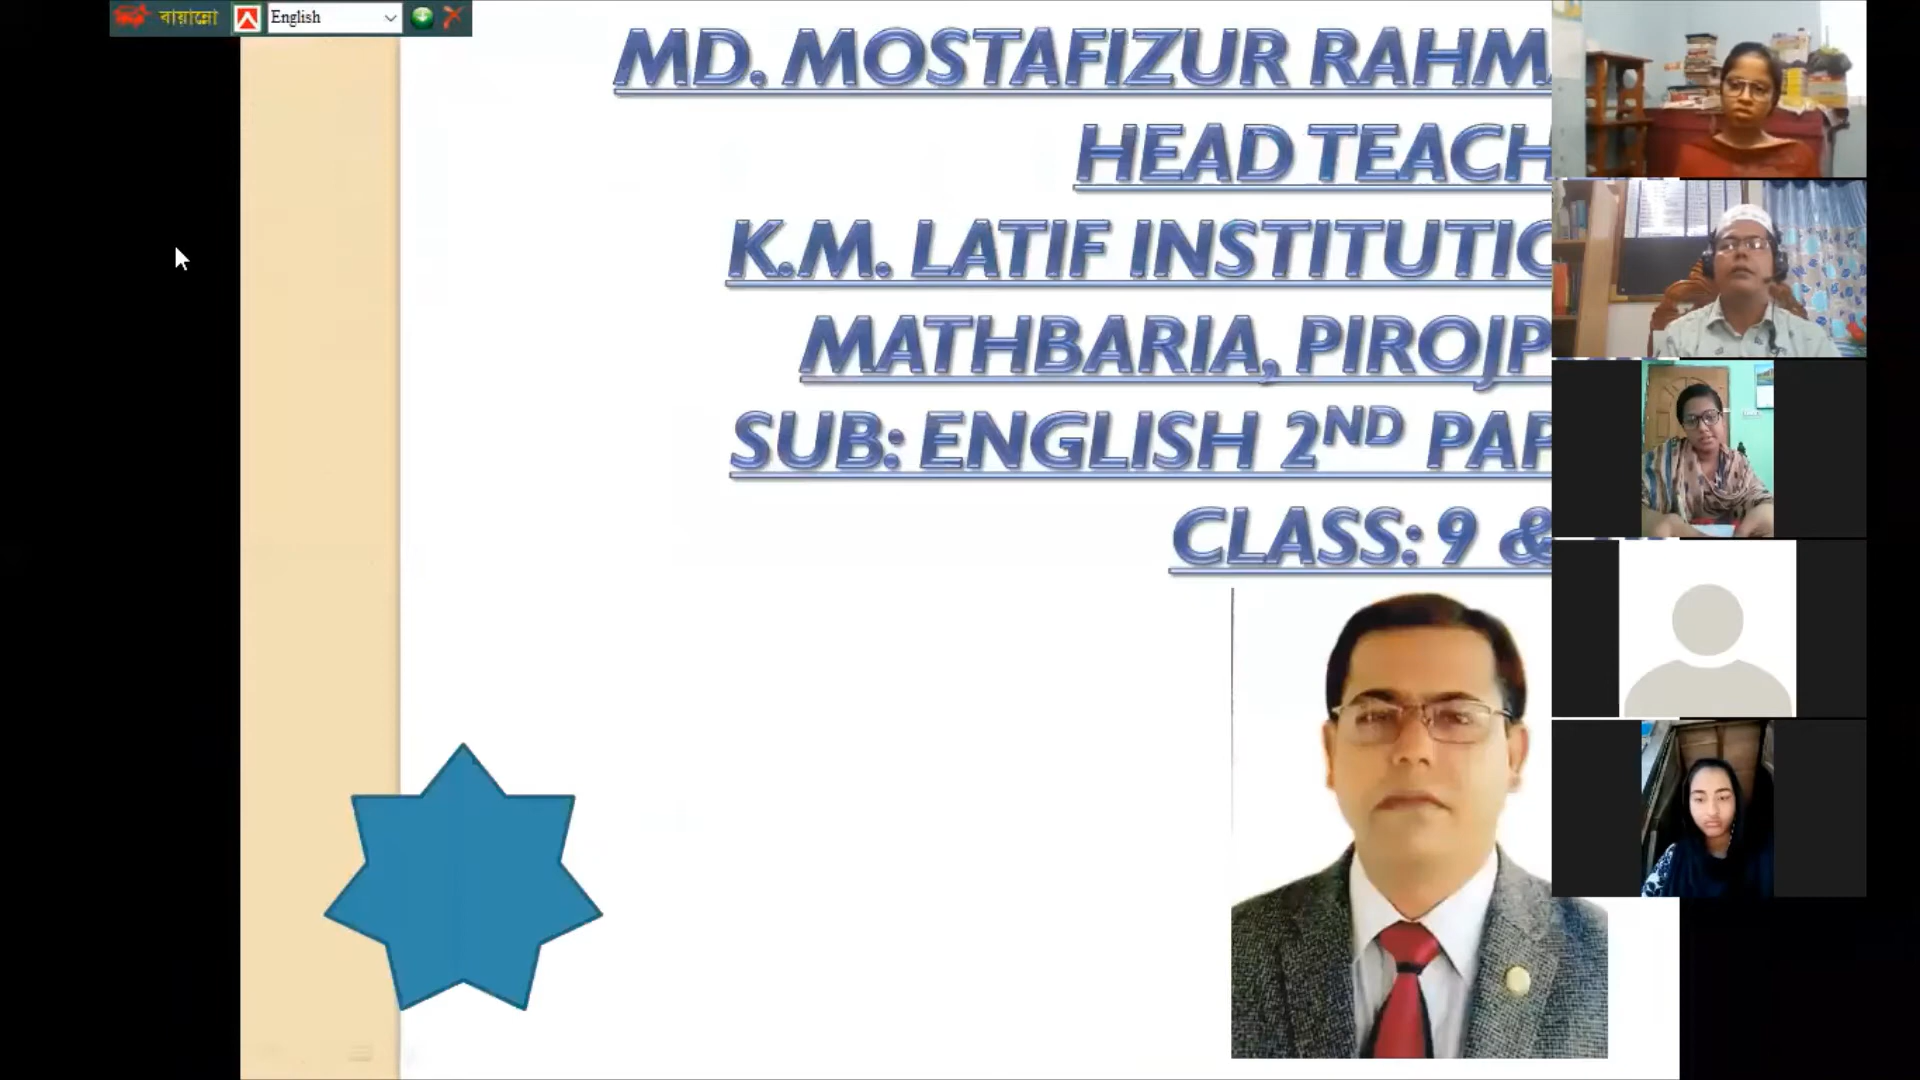 বায়ান্নো English
MD. MOSTAFIZUR RAHM
HEAD TEACH
K.M. LATIF INSTITUTIO
MATHBARIA, PIROJP
SUB: ENGLISH 2ND PAP
CLASS: 9 &